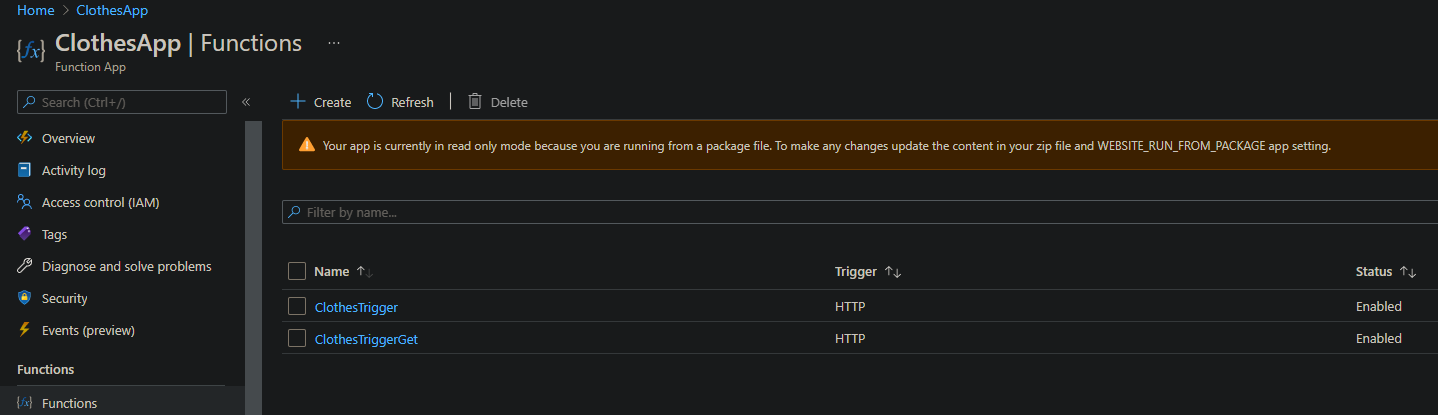 Home > ClothesApp
ClothesApp | Functions ...
Function App
Search (Ctrl+/)
«
Create Refresh | Delete
Overview
Your app is currently in read only mode because you are running from a package file. To make any changes update the content in your zip file and WEBSITE_RUN_FROM_PACKAGE app setting.
Activity log
Access control (IAM)
Filter by name...
Tags
Diagnose and solve problems
Name ↑↓ Trigger ↑↓ Status ↑↓
Security
ClothesTrigger HTTP Enabled
Events (preview)
ClothesTriggerGet HTTP Enabled
Functions
Functions